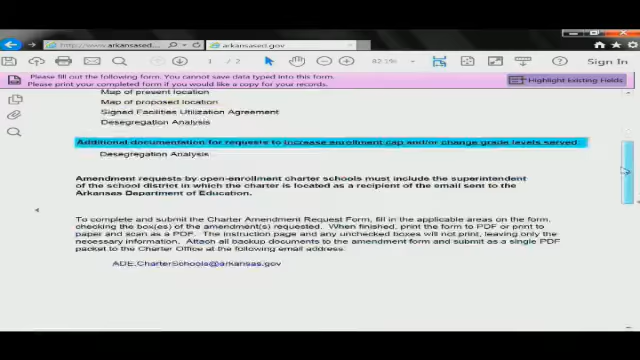 http://www.arkansased.
arkansased.gov
1 / 2
82.1%
Sign In
Please fill out the following form. You cannot save data typed into this form.
Please print your completed form if you would like a copy for your records.
Highlight Existing Fields
Map of present location
Map of proposed location
Signed Facilities Utilization Agreement
Desegregation Analysis
Additional documentation for requests to increase enrollment cap and/or change grade levels served
Desegregation Analysis
Amendment requests by open-enrollment charter schools must include the superintendent
of the school district in which the charter is located as a recipient of the email sent to the
Arkansas Department of Education.
To complete and submit the Charter Amendment Request Form, fill in the applicable areas on the form,
checking the box(es) of the amendment(s) requested. When finished, print the form to PDF or print to
paper and scan as a PDF. The instruction page and any unchecked boxes will not print, leaving only the
necessary information. Attach all backup documents to the amendment form and submit as a single PDF
packet to the Charter Office at the following email address:
ADE.CharterSchools@arkansas.gov